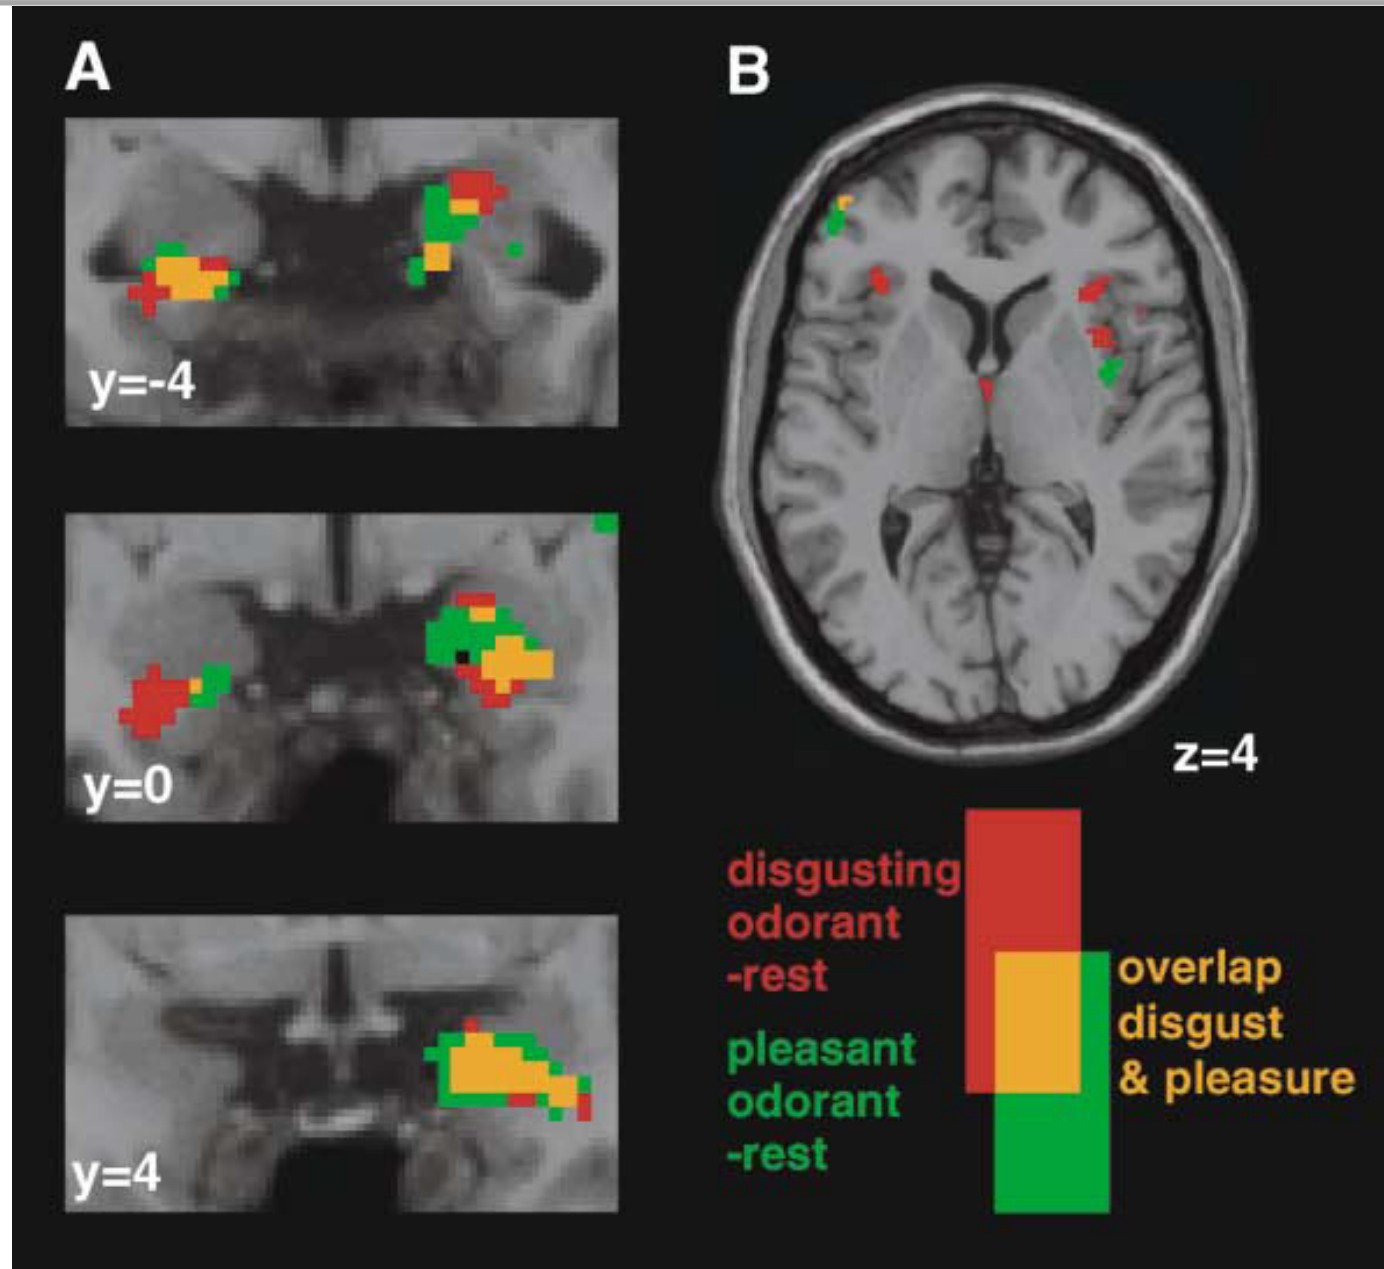 A
B
y=-4
y=0
y=4
z=4
disgusting
odorant
-rest
pleasant
odorant
-rest
overlap
disgust
& pleasure